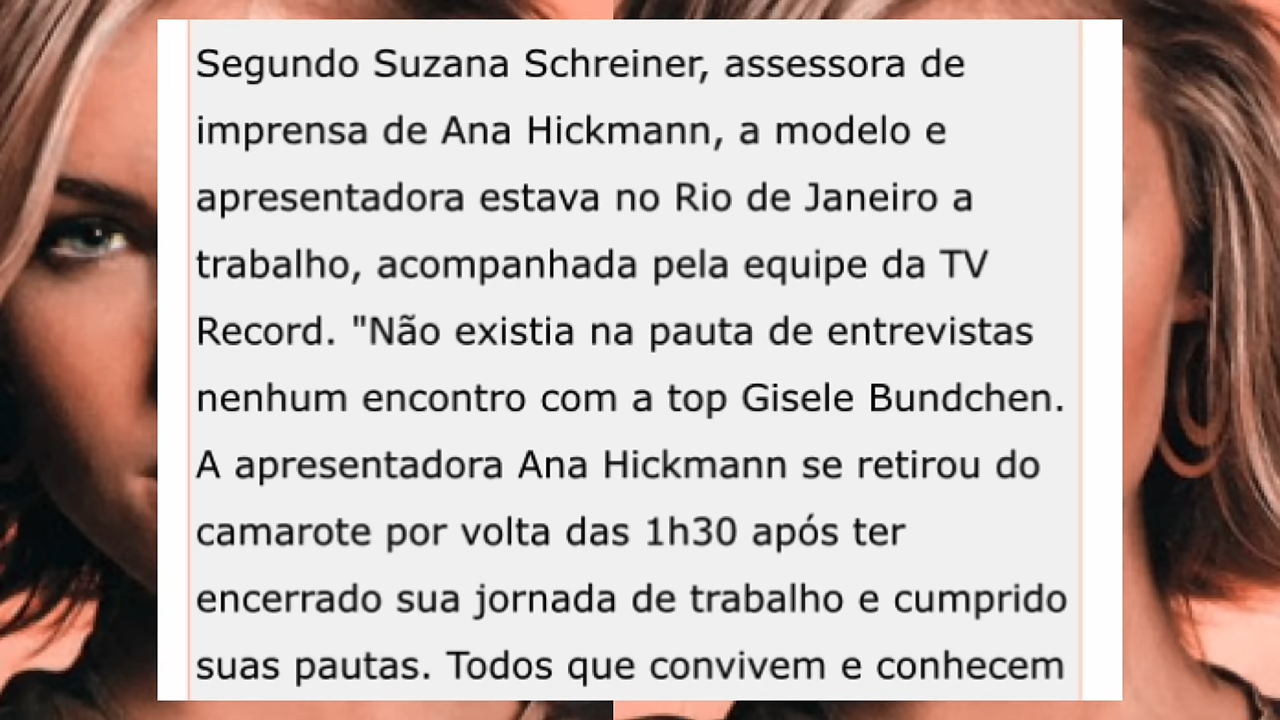 Segundo Suzana Schreiner, assessora de
imprensa de Ana Hickmann, a modelo e
apresentadora estava no Rio de Janeiro a
trabalho, acompanhada pela equipe da TV
Record. "Não existia na pauta de entrevistas
nenhum encontro com a top Gisele Bundchen.
A apresentadora Ana Hickmann se retirou do
camarote por volta das 1h30 após ter
encerrado sua jornada de trabalho e cumprido
suas pautas. Todos que convivem e conhecem